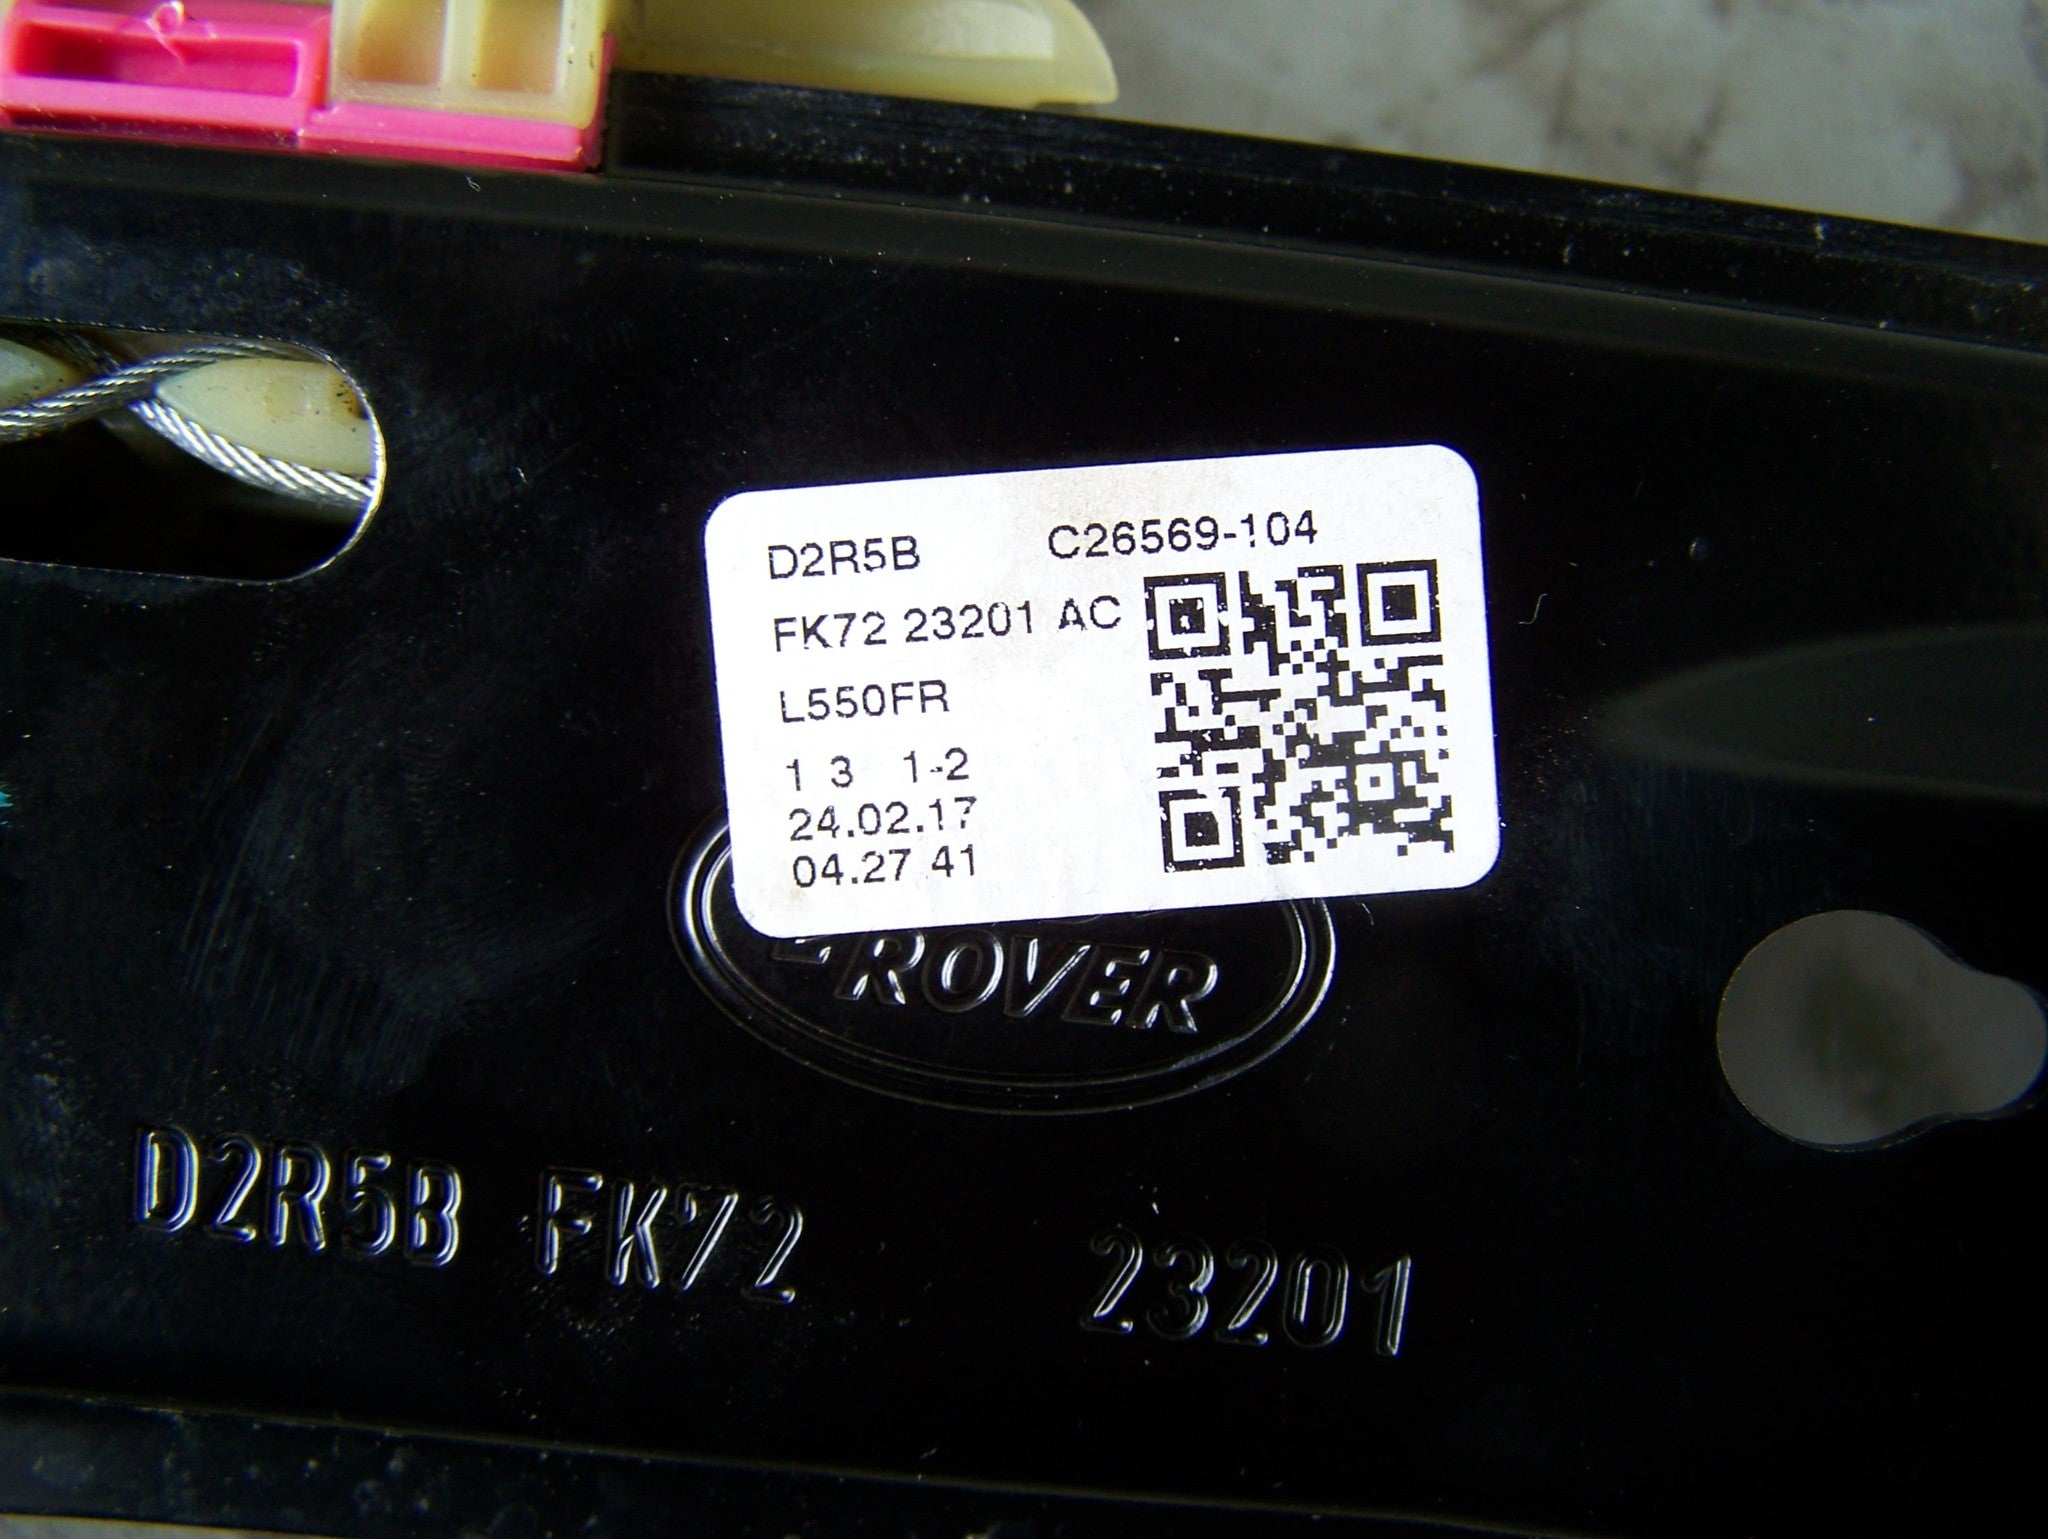 D2R5B C26569-104
FK72 23201 AC
L550FR
1 3 1-2
24.02.17
04.27 41
ROVER
D2R5B FK72 23201